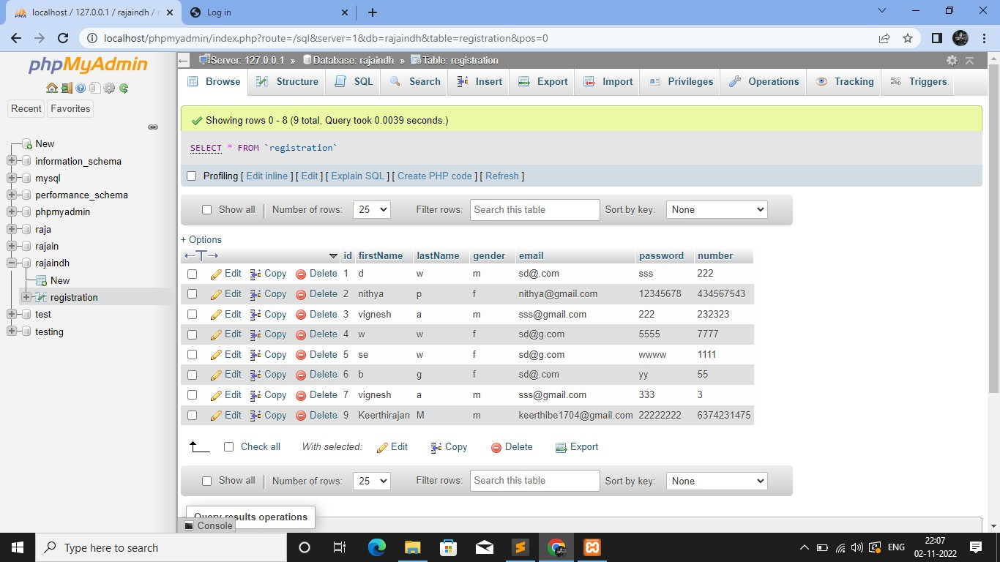 localhost / 127.0.0.1 / rajaindh / r
Log in
localhost/phpmyadmin/index.php?route=/sql&server=1&db=rajaindh&table=registration&pos=0
phpMyAdmin
Recent Favorites
New
information_schema
mysql
performance_schema
phpmyadmin
raja
rajain
rajaindh
New
registration
test
testing
Server: 127.0.0.1 » Database: rajaindh » Table: registration
Browse Structure SQL Search Insert Export Import Privileges Operations Tracking Triggers
Showing rows 0 - 8 (9 total, Query took 0.0039 seconds.)
SELECT * FROM `registration`
Profiling [ Edit inline ] [ Edit ] [ Explain SQL ] [ Create PHP code ] [ Refresh ]
Show all | Number of rows: 25 Filter rows: Search this table Sort by key: None
+ Options
←T→ id firstName lastName gender email password number
Edit Copy Delete 1 d w m sd@.com sss 222
Edit Copy Delete 2 nithya p f nithya@gmail.com 12345678 434567543
Edit Copy Delete 3 vignesh a m sss@gmail.com 222 232323
Edit Copy Delete 4 w w f sd@g.com 5555 7777
Edit Copy Delete 5 se w f sd@g.com wwww 1111
Edit Copy Delete 6 b g f sd@.com yy 55
Edit Copy Delete 7 vignesh a m sss@gmail.com 333 3
Edit Copy Delete 9 Keerthirajan M m keerthibe1704@gmail.com 22222222 6374231475
Check all With selected: Edit Copy Delete Export
Show all | Number of rows: 25 Filter rows: Search this table Sort by key: None
Query results operations
Console
Type here to search
ENG
22:07
02-11-2022